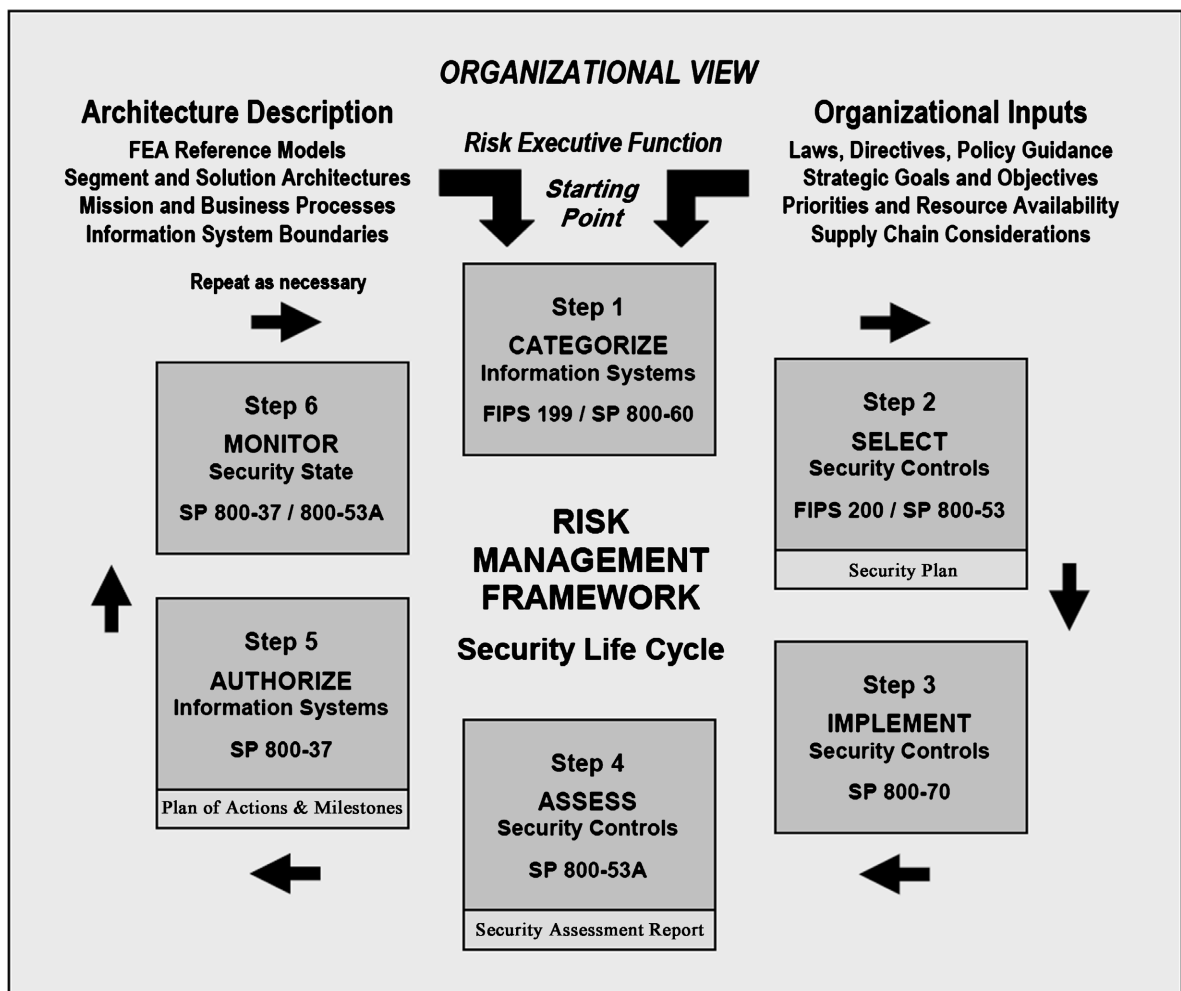 ORGANIZATIONAL VIEW
Architecture Description
FEA Reference Models
Segment and Solution Architectures
Mission and Business Processes
Information System Boundaries
Risk Executive Function
Starting
Point
Organizational Inputs
Laws, Directives, Policy Guidance
Strategic Goals and Objectives
Priorities and Resource Availability
Supply Chain Considerations
Repeat as necessary
Step 1
CATEGORIZE
Information Systems
FIPS 199 / SP 800-60
Step 2
SELECT
Security Controls
FIPS 200 / SP 800-53
Security Plan
Step 3
IMPLEMENT
Security Controls
SP 800-70
Step 4
ASSESS
Security Controls
SP 800-53A
Security Assessment Report
Step 5
AUTHORIZE
Information Systems
SP 800-37
Plan of Actions & Milestones
Step 6
MONITOR
Security State
SP 800-37 / 800-53A
RISK
MANAGEMENT
FRAMEWORK
Security Life Cycle